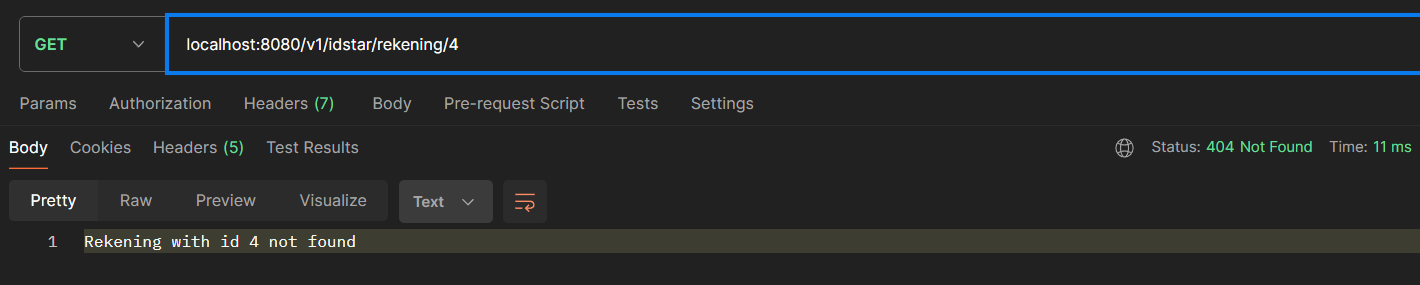 GET localhost:8080/v1/idstar/rekening/4
Params Authorization Headers (7) Body Pre-request Script Tests Settings
Body Cookies Headers (5) Test Results Status: 404 Not Found Time: 11 ms
Pretty Raw Preview Visualize Text
1 Rekening with id 4 not found